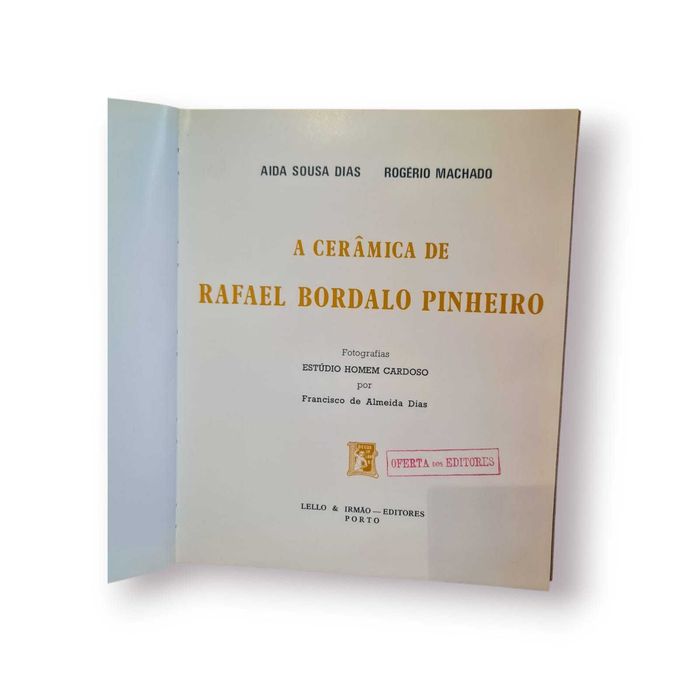 AIDA SOUSA DIAS ROGÉRIO MACHADO
A CERÂMICA DE
RAFAEL BORDALO PINHEIRO
Fotografias
ESTÚDIO HOMEM CARDOSO
por
Francisco de Almeida Dias
OFERTA DOS EDITORES
LELLO & IRMÃO — EDITORES
PORTO